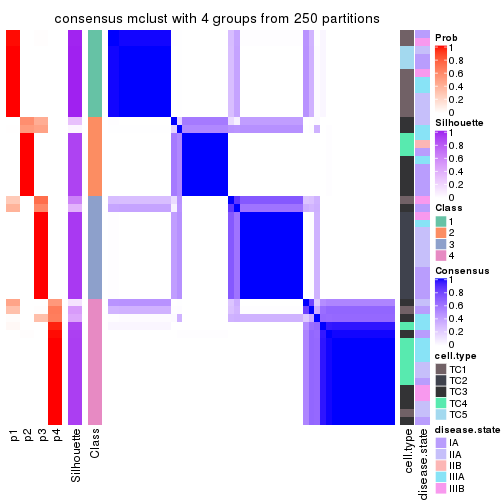 consensus mclust with 4 groups from 250 partitions
p1
p2
p3
p4
Silhouette
Class
cell.type
disease.state
p4
1
0.8
0.6
0.4
0.2
0
Silhouette
1
0.8
0.6
0.4
0.2
0
Class
1
2
3
4
Consensus
1
0.8
0.6
0.4
0.2
0
cell.type
TC1
TC2
TC3
TC4
TC5
disease.state
IA
IIA
IIB
IIIA
IIIB